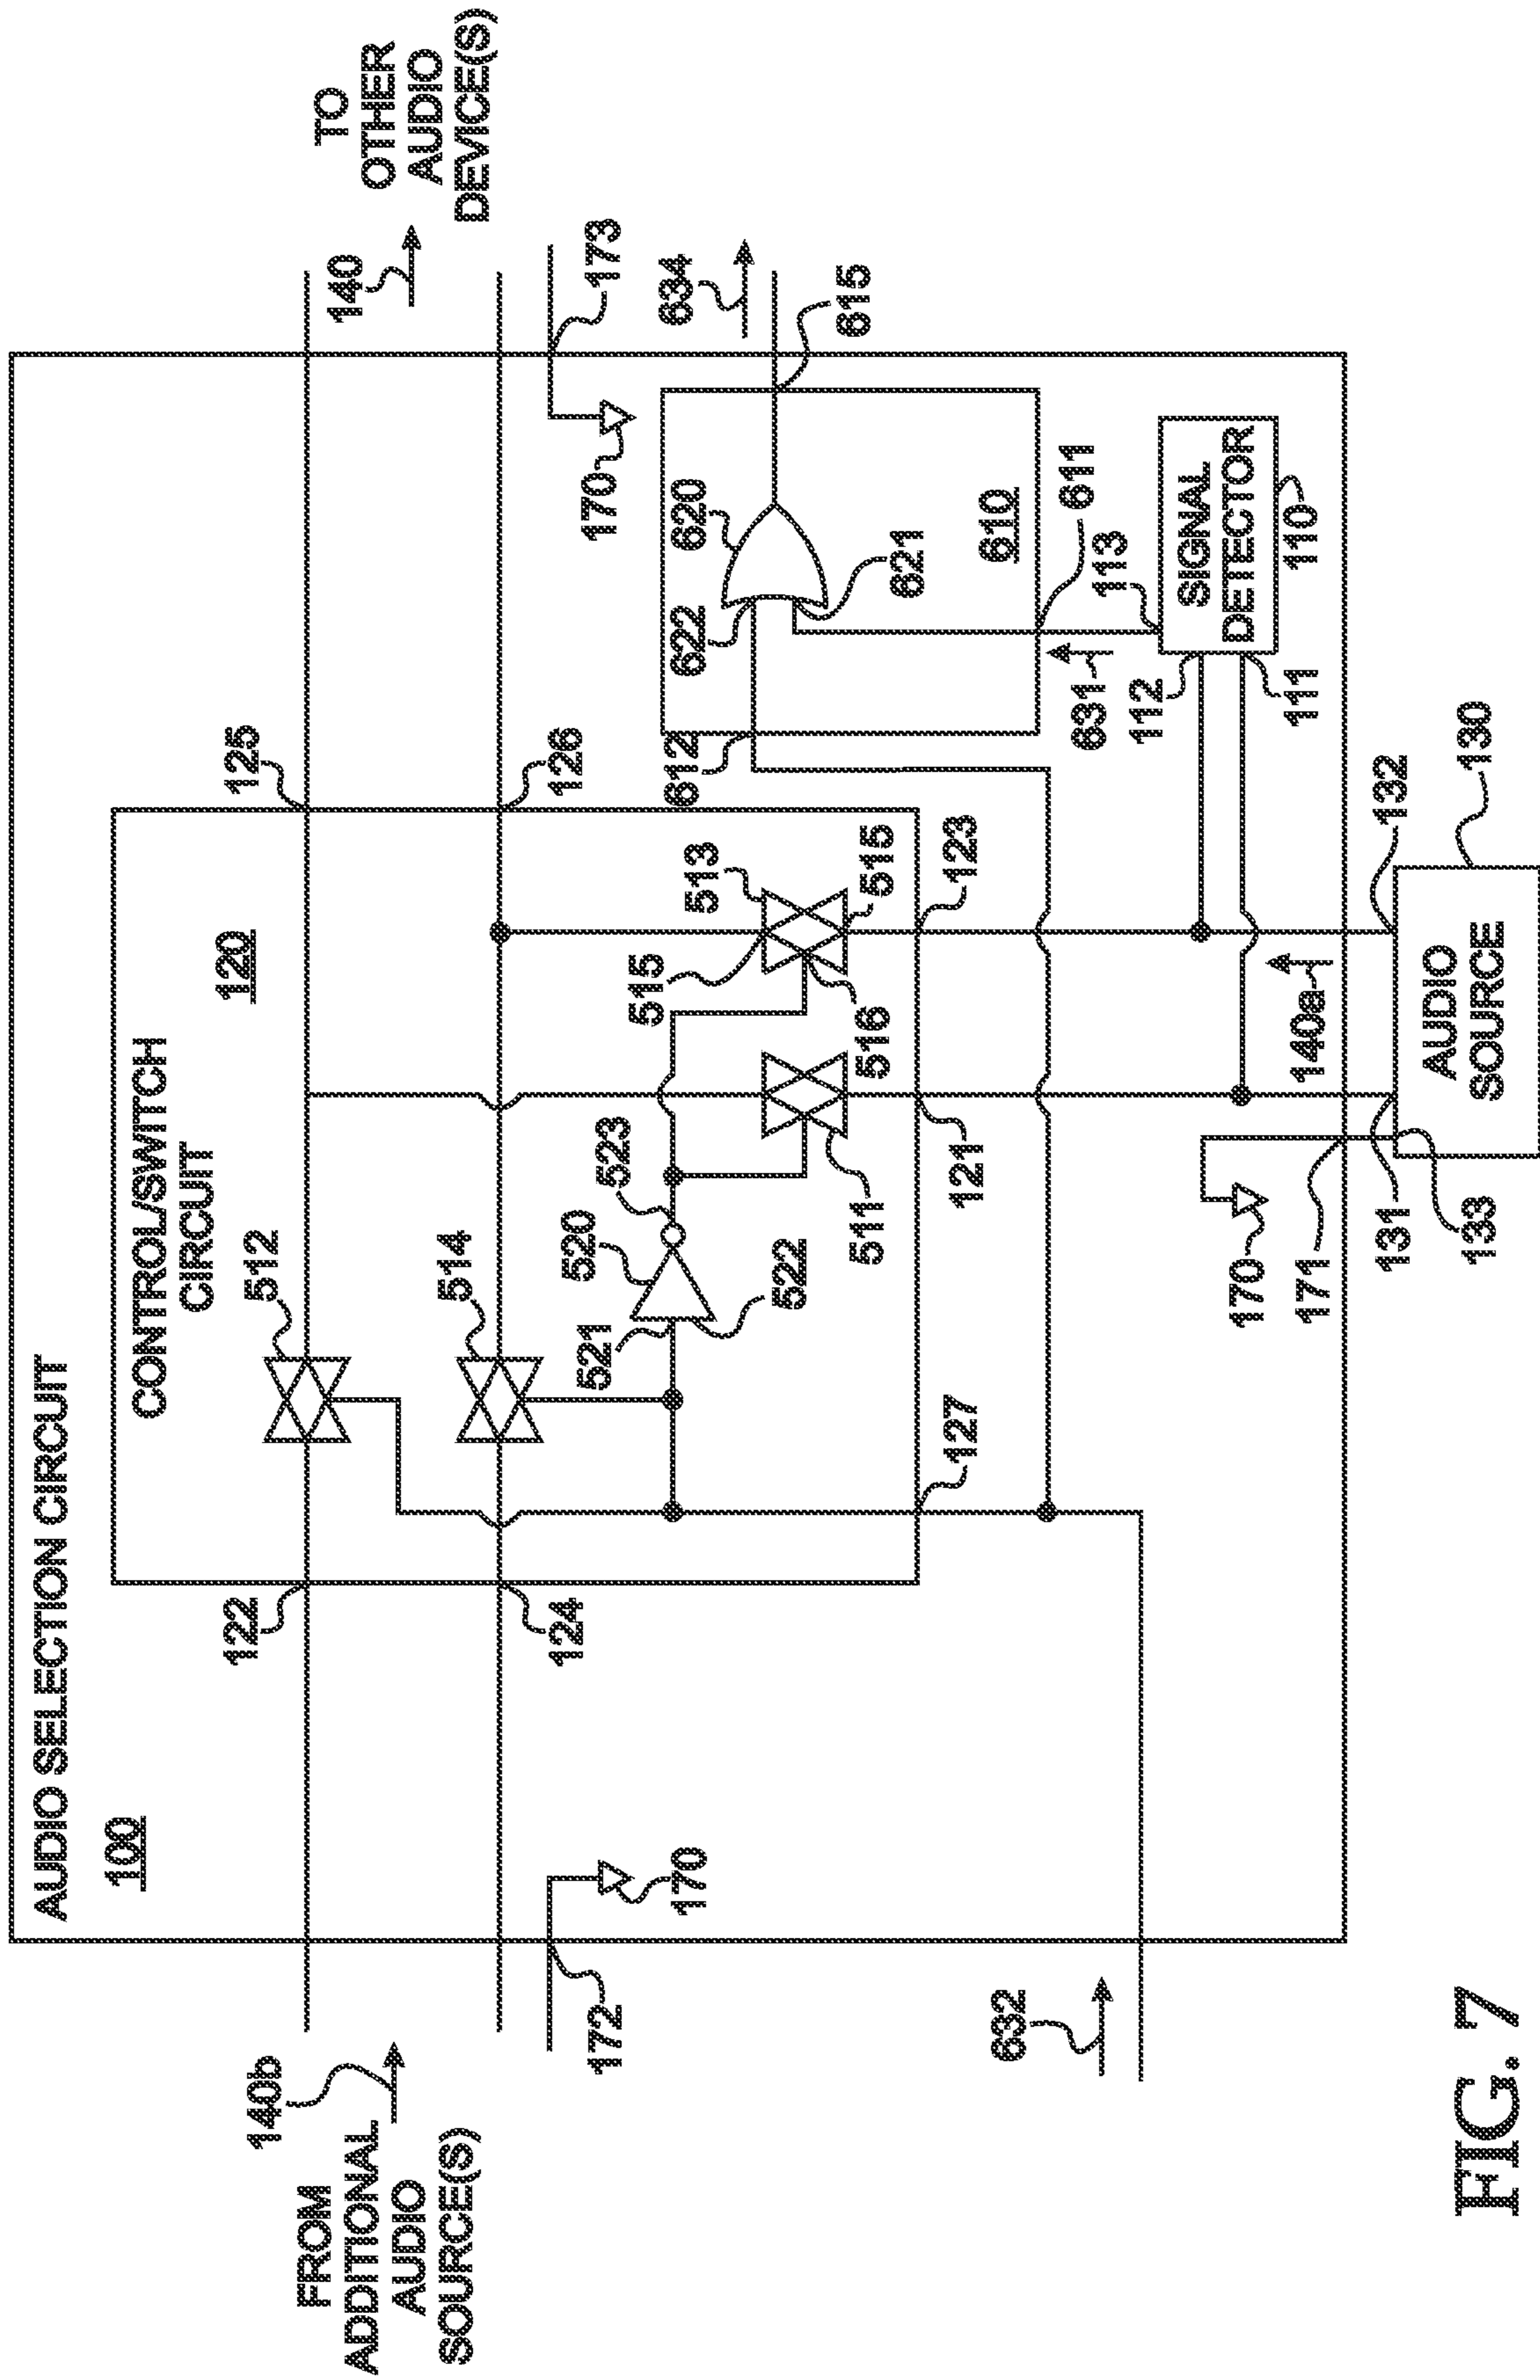 AUDIO SELECTION CIRCUIT
100
CONTROL/SWITCH
CIRCUIT
120
FROM
ADDITIONAL
AUDIO
SOURCE(S)
140b
TO
OTHER
AUDIO
DEVICE(S)
140
122
512
125
124
514
126
172
170
173
170
634
615
521
520
523
522
515
513
515
516
511
612
622
620
621
610
611
127
121
123
631
113
112
111
SIGNAL
DETECTOR
110
632
170
171
140a
131
133
132
130
AUDIO
SOURCE
FIG. 7